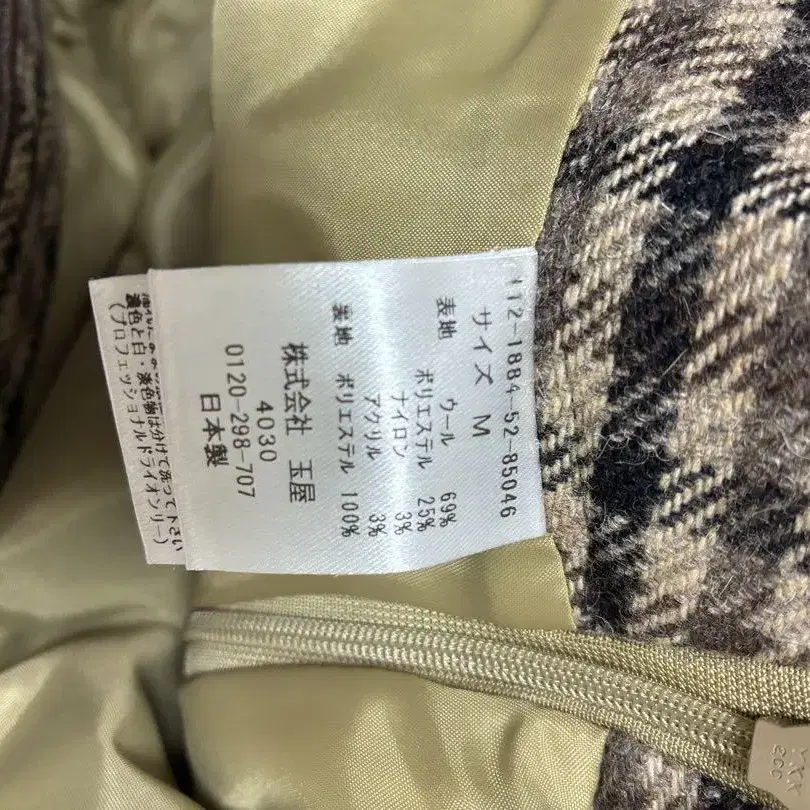 112-1884-52-85046
サイズ M
表地 ウール 69%
ポリエステル 25%
ナイロン 3%
アクリル 3%
裏地 ポリエステル 100%
株式会社 玉屋
4030
0120-298-707
日本製
濃色と白・淡色物は分けて洗って下さい
(プロフェッショナルドライオンリー)
YKK